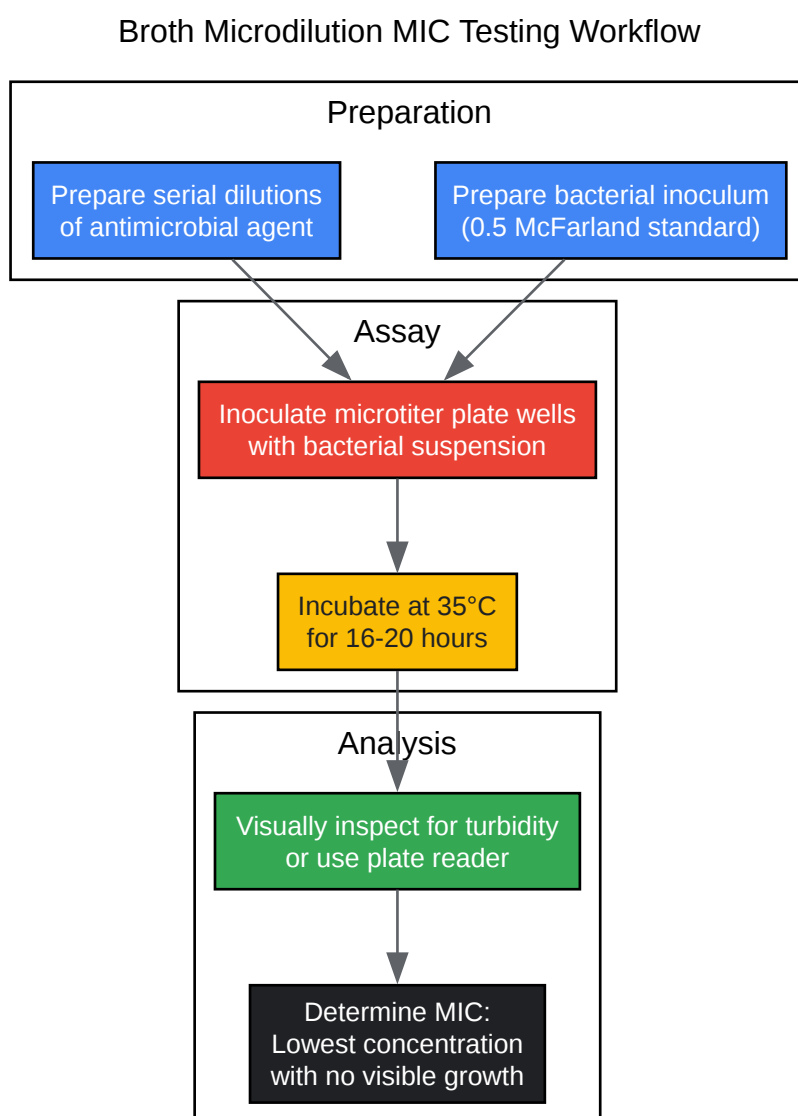 Broth Microdilution MIC Testing Workflow
Preparation
Prepare serial dilutions
of antimicrobial agent
Prepare bacterial inoculum
(0.5 McFarland standard)
Assay
Inoculate microtiter plate wells
with bacterial suspension
Incubate at 35°C
for 16-20 hours
Analysis
Visually inspect for turbidity
or use plate reader
Determine MIC:
Lowest concentration
with no visible growth